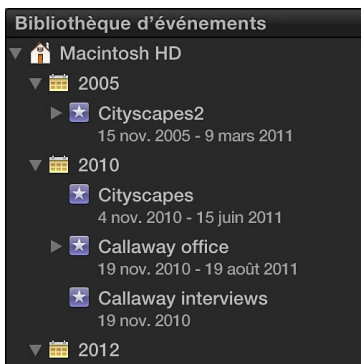 Bibliothèque d'événements
Macintosh HD
2005
Cityscapes2
15 nov. 2005 - 9 mars 2011
2010
Cityscapes
4 nov. 2010 - 15 juin 2011
Callaway office
19 nov. 2010 - 19 août 2011
Callaway interviews
19 nov. 2010
2012